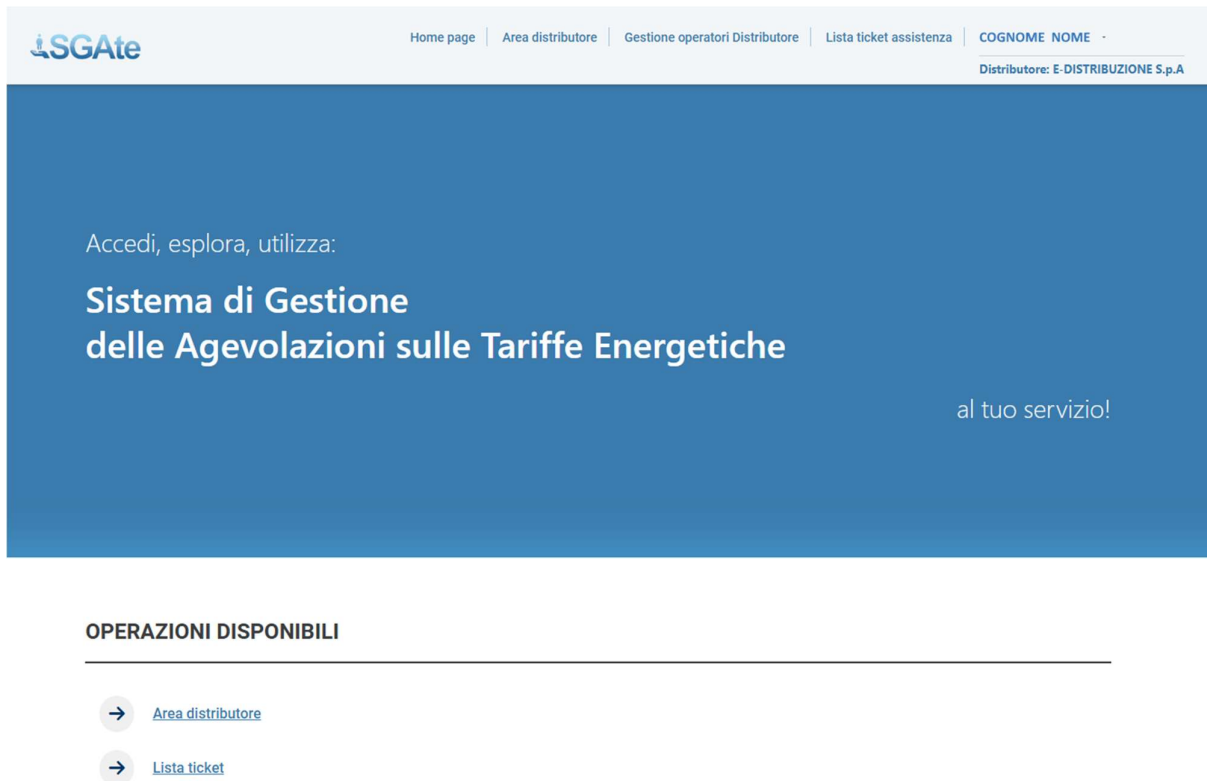 SGAte
Home page
Area distributore
Gestione operatori Distributore
Lista ticket assistenza
COGNOME NOME -
Distributore: E-DISTRIBUZIONE S.p.A
Accedi, esplora, utilizza:
Sistema di Gestione
delle Agevolazioni sulle Tariffe Energetiche
al tuo servizio!
OPERAZIONI DISPONIBILI
Area distributore
Lista ticket